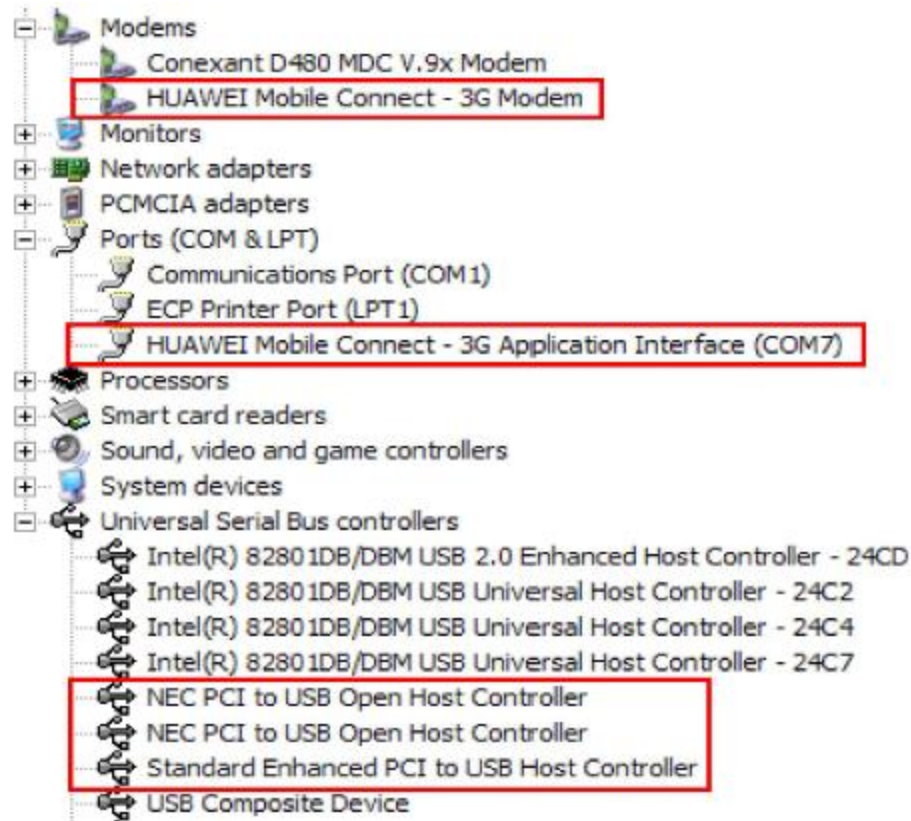 Modems
Conexant D480 MDC V.9x Modem
HUAWEI Mobile Connect - 3G Modem
Monitors
Network adapters
PCMCIA adapters
Ports (COM & LPT)
Communications Port (COM1)
ECP Printer Port (LPT1)
HUAWEI Mobile Connect - 3G Application Interface (COM7)
Processors
Smart card readers
Sound, video and game controllers
System devices
Universal Serial Bus controllers
Intel(R) 82801DB/DBM USB 2.0 Enhanced Host Controller - 24CD
Intel(R) 82801DB/DBM USB Universal Host Controller - 24C2
Intel(R) 82801DB/DBM USB Universal Host Controller - 24C4
Intel(R) 82801DB/DBM USB Universal Host Controller - 24C7
NEC PCI to USB Open Host Controller
NEC PCI to USB Open Host Controller
Standard Enhanced PCI to USB Host Controller
USB Composite Device